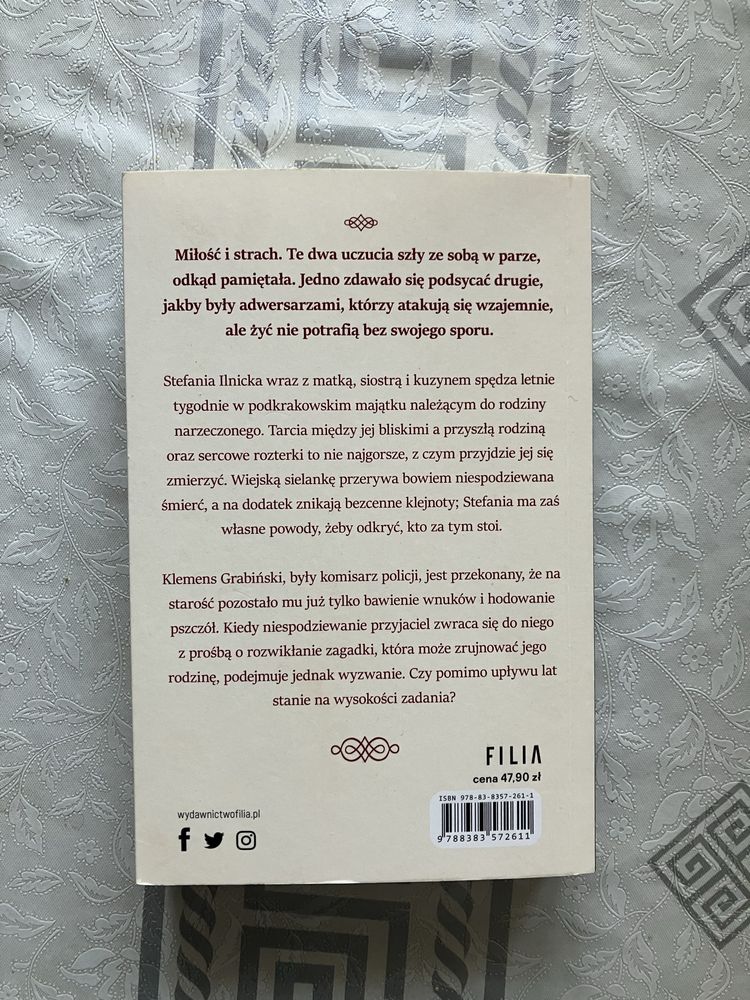 Miłość i strach. Te dwa uczucia szły ze sobą w parze,
odkąd pamiętała. Jedno zdawało się podsycać drugie,
jakby były adwersarzami, którzy atakują się wzajemnie,
ale żyć nie potrafią bez swojego sporu.
Stefania Ilnicka wraz z matką, siostrą i kuzynem spędza letnie
tygodnie w podkrakowskim majątku należącym do rodziny
narzeczonego. Tarcia między jej bliskimi a przyszłą rodziną
oraz sercowe rozterki to nie najgorsze, z czym przyjdzie jej się
zmierzyć. Wiejską sielankę przerywa bowiem niespodziewana
śmierć, a na dodatek znikają bezcenne klejnoty; Stefania ma zaś
własne powody, żeby odkryć, kto za tym stoi.
Klemens Grabiński, były komisarz policji, jest przekonany, że na
starość pozostało mu już tylko bawienie wnuków i hodowanie
pszczół. Kiedy niespodziewanie przyjaciel zwraca się do niego
z prośbą o rozwikłanie zagadki, która może zrujnować jego
rodzinę, podejmuje jednak wyzwanie. Czy pomimo upływu lat
stanie na wysokości zadania?
FILIA
cena 47,90 zł
ISBN 978-83-8357-261-1
9 788383 572611
wydawnictwofilia.pl